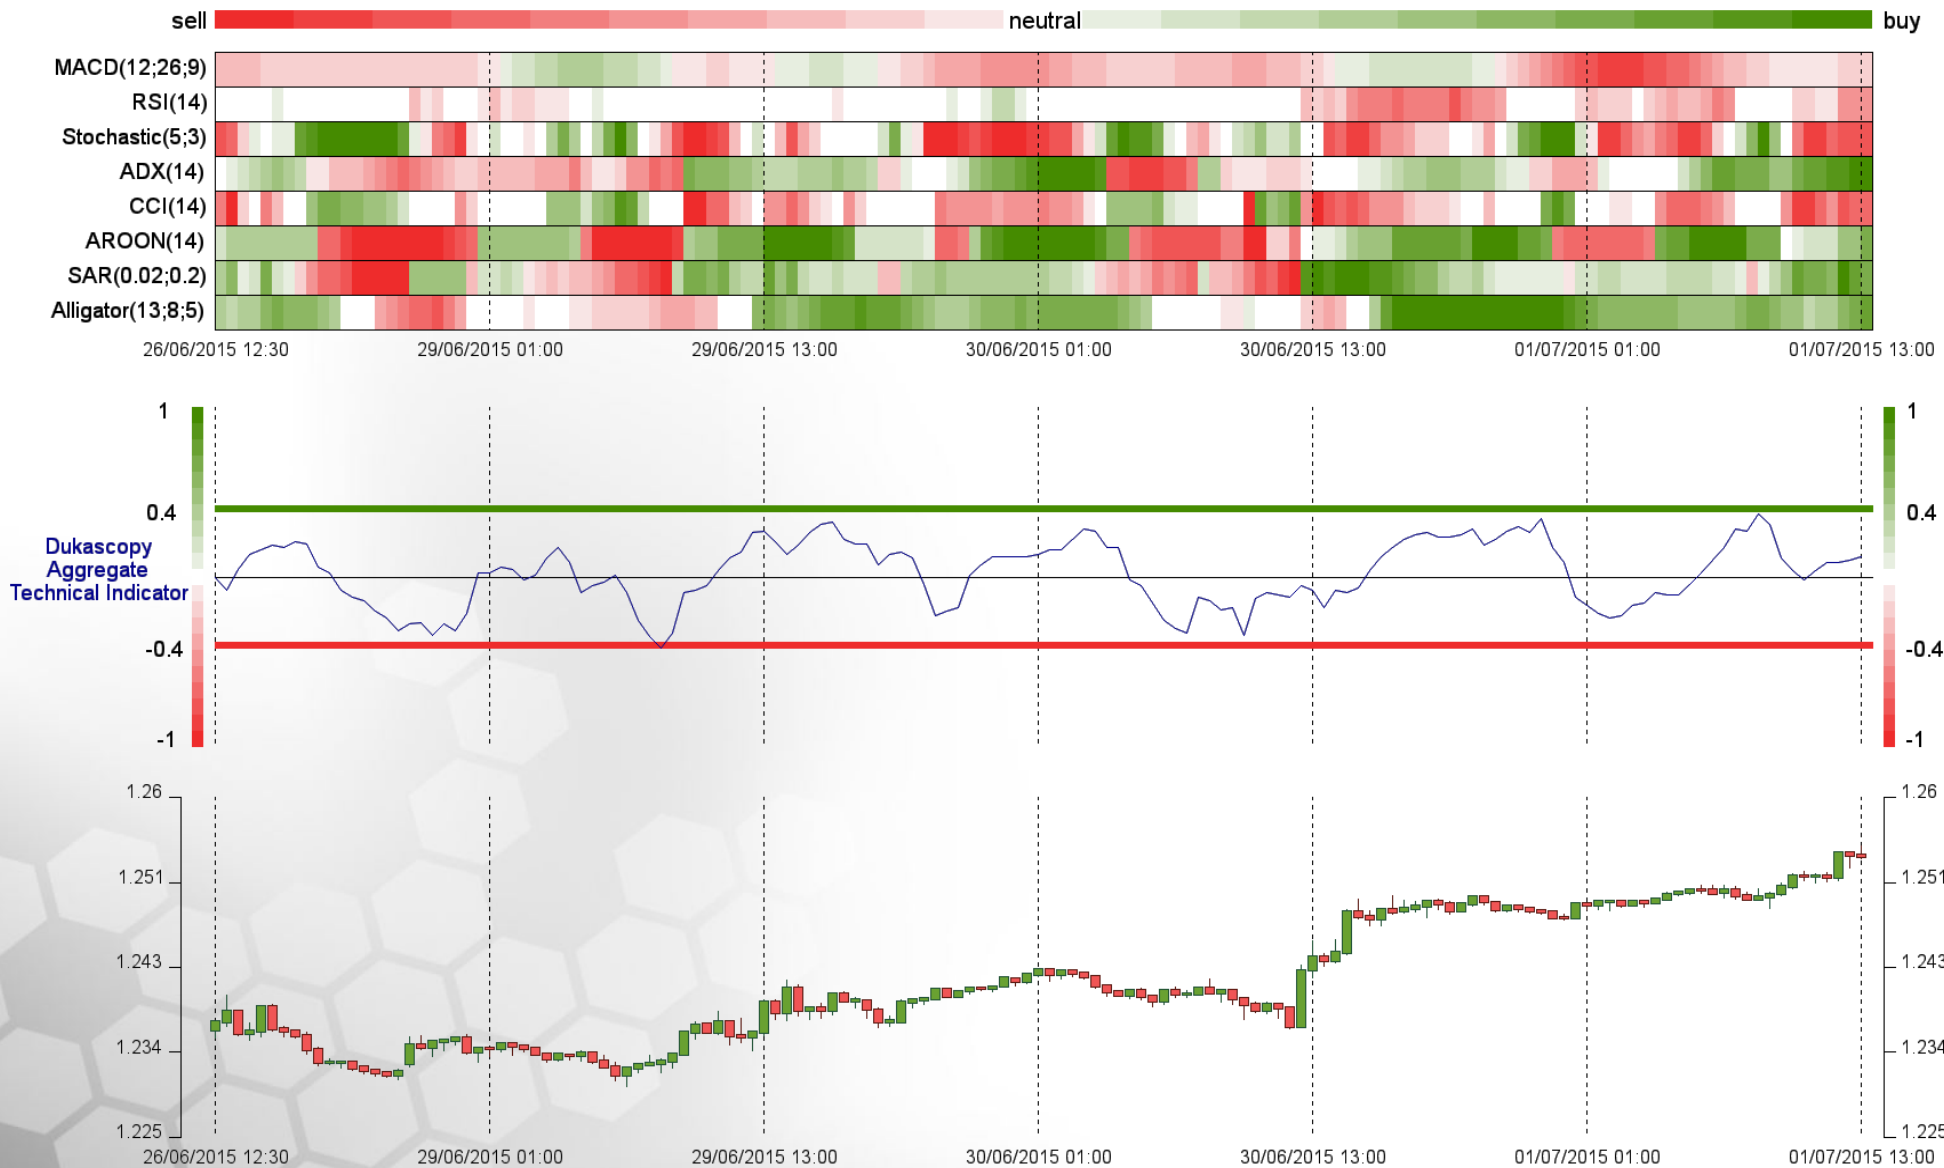 sell neutral buy
MACD(12;26;9)
RSI(14)
Stochastic(5;3)
ADX(14)
CCI(14)
AROON(14)
SAR(0.02;0.2)
Alligator(13;8;5)
26/06/2015 12:30 29/06/2015 01:00 29/06/2015 13:00 30/06/2015 01:00 30/06/2015 13:00 01/07/2015 01:00 01/07/2015 13:00
1 1
0.4 0.4
Dukascopy
Aggregate
Technical Indicator
-0.4 -0.4
-1 -1
1.26 1.26
1.251 1.251
1.243 1.243
1.234 1.234
1.225 1.225
26/06/2015 12:30 29/06/2015 01:00 29/06/2015 13:00 30/06/2015 01:00 30/06/2015 13:00 01/07/2015 01:00 01/07/2015 13:00